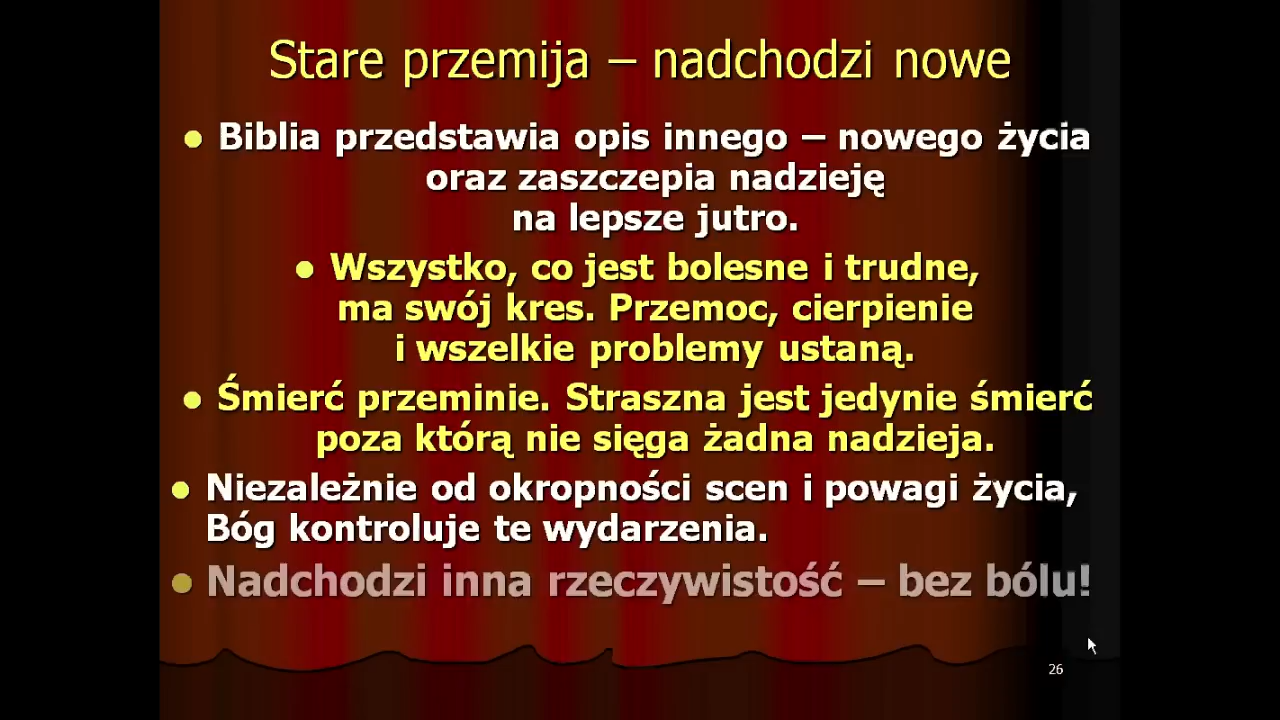 Stare przemija – nadchodzi nowe
● Biblia przedstawia opis innego – nowego życia
oraz zaszczepia nadzieję
na lepsze jutro.
● Wszystko, co jest bolesne i trudne,
ma swój kres. Przemoc, cierpienie
i wszelkie problemy ustaną.
● Śmierć przeminie. Straszna jest jedynie śmierć
poza którą nie sięga żadna nadzieja.
● Niezależnie od okropności scen i powagi życia,
Bóg kontroluje te wydarzenia.
● Nadchodzi inna rzeczywistość – bez bólu!
26